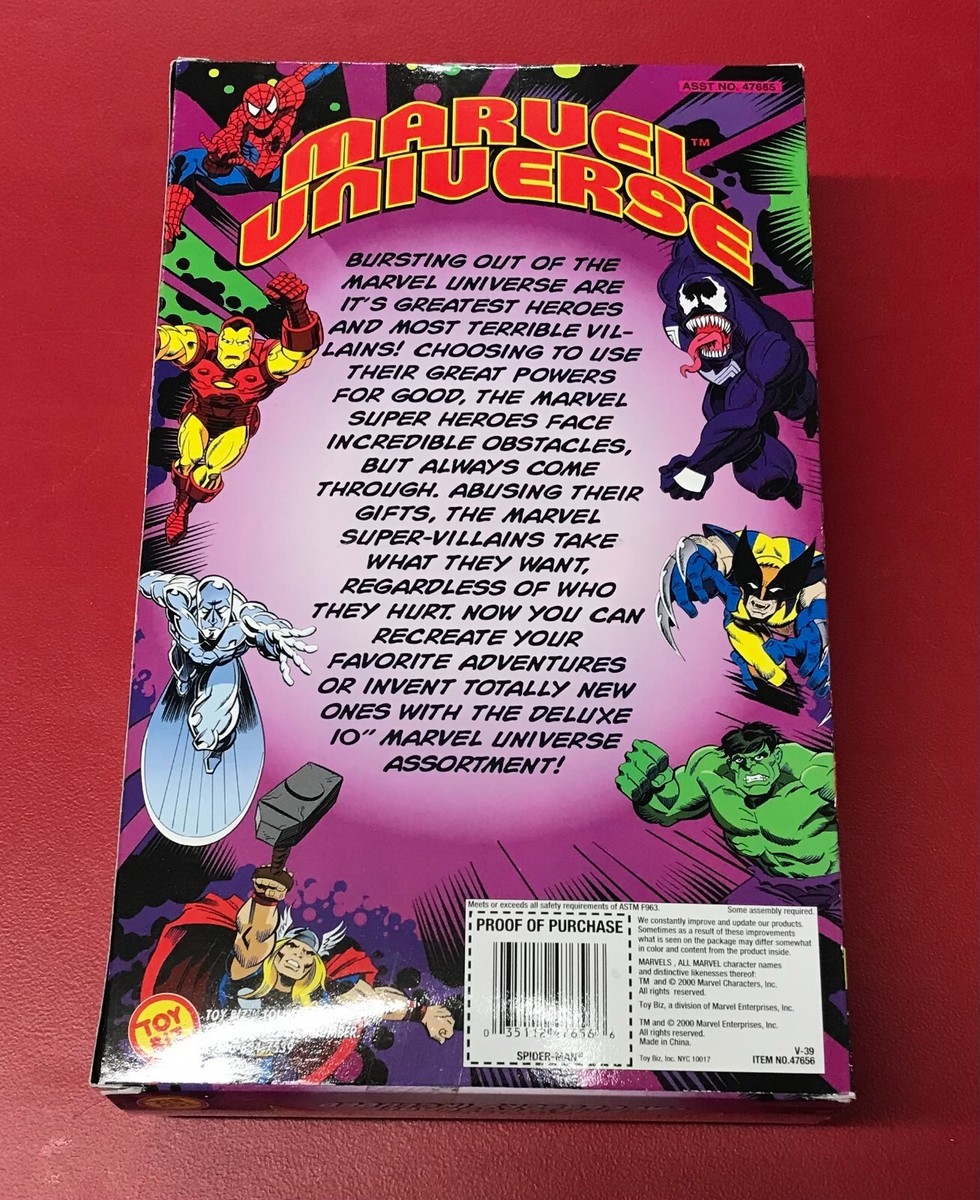 ASST NO. 47655
MARVEL™
UNIVERSE
BURSTING OUT OF THE
MARVEL UNIVERSE ARE
IT'S GREATEST HEROES
AND MOST TERRIBLE VIL-
LAINS! CHOOSING TO USE
THEIR GREAT POWERS
FOR GOOD, THE MARVEL
SUPER HEROES FACE
INCREDIBLE OBSTACLES,
BUT ALWAYS COME
THROUGH. ABUSING THEIR
GIFTS, THE MARVEL
SUPER-VILLAINS TAKE
WHAT THEY WANT,
REGARDLESS OF WHO
THEY HURT. NOW YOU CAN
RECREATE YOUR
FAVORITE ADVENTURES
OR INVENT TOTALLY NEW
ONES WITH THE DELUXE
10" MARVEL UNIVERSE
ASSORTMENT!
Meets or exceeds all safety requirements of ASTM F963.
Some assembly required.
PROOF OF PURCHASE
SPIDER-MAN®
We constantly improve and update our products.
Sometimes as a result of these improvements
what is seen on the package may differ somewhat
in color and content from the product inside.
MARVELS, ALL MARVEL character names
and distinctive likenesses thereof:
TM and © 2000 Marvel Characters, Inc.
All rights reserved.
Toy Biz, a division of Marvel Enterprises, Inc.
TM and © 2000 Marvel Enterprises, Inc.
All rights reserved.
Made in China.
Toy Biz, Inc. NYC 10017
V-39
ITEM NO.47656
TOY
TOY BIZ